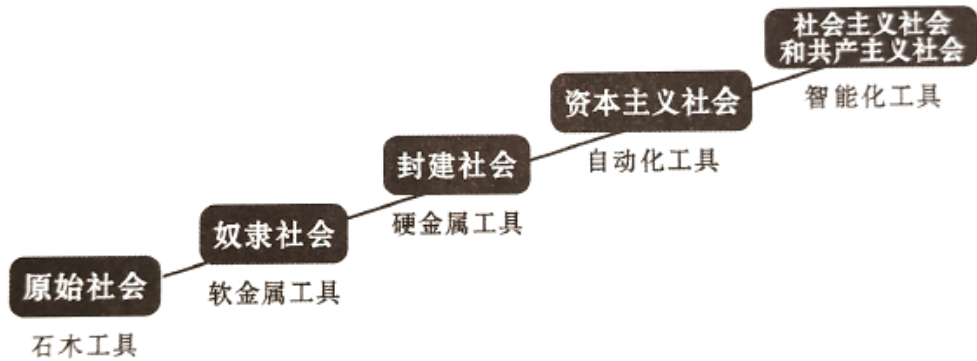 社会主义社会
和共产主义社会
智能化工具
资本主义社会
自动化工具
封建社会
硬金属工具
奴隶社会
软金属工具
原始社会
石木工具